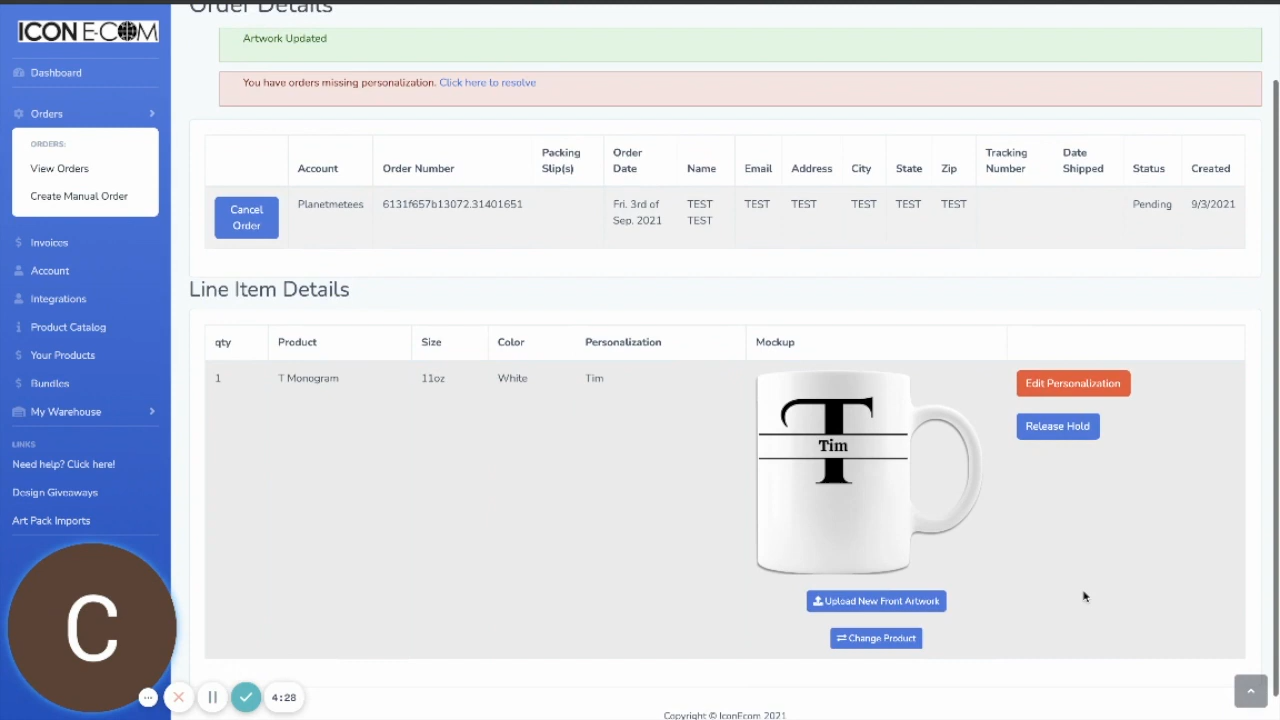 Order Details
ICON E-COM
Artwork Updated
You have orders missing personalization. Click here to resolve
Dashboard
Orders
ORDERS:
View Orders
Create Manual Order
Invoices
Account
Integrations
Product Catalog
Your Products
Bundles
My Warehouse
LINKS
Need help? Click here!
Design Giveaways
Art Pack Imports
Account
Order Number
Packing
Slip(s)
Order
Date
Name
Email
Address
City
State
Zip
Tracking
Number
Date
Shipped
Status
Created
Cancel
Order
Planetmetees
6131f657b13072.31401651
Fri. 3rd of
Sep. 2021
TEST
TEST
TEST
TEST
TEST
TEST
TEST
Pending
9/3/2021
Line Item Details
qty
Product
Size
Color
Personalization
Mockup
1
T Monogram
11oz
White
Tim
T
Tim
Edit Personalization
Release Hold
Upload New Front Artwork
Change Product
C
4:28
Copyright © IconEcom 2021